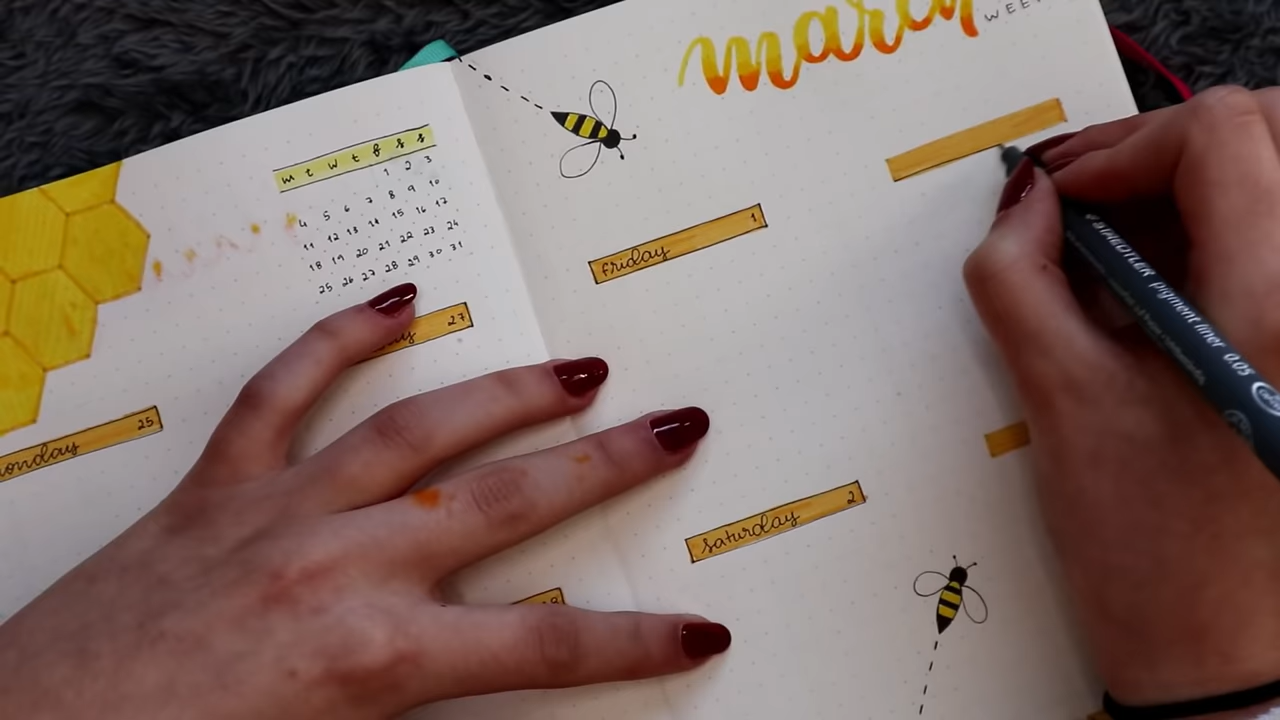 m t w t f s s
1 2 3
4 5 6 7 8 9 10
11 12 13 14 15 16 17
18 19 20 21 22 23 24
25 26 27 28 29 30 31
27
25
march
friday 1
saturday 2
STAEDTLER pigment liner 0.05